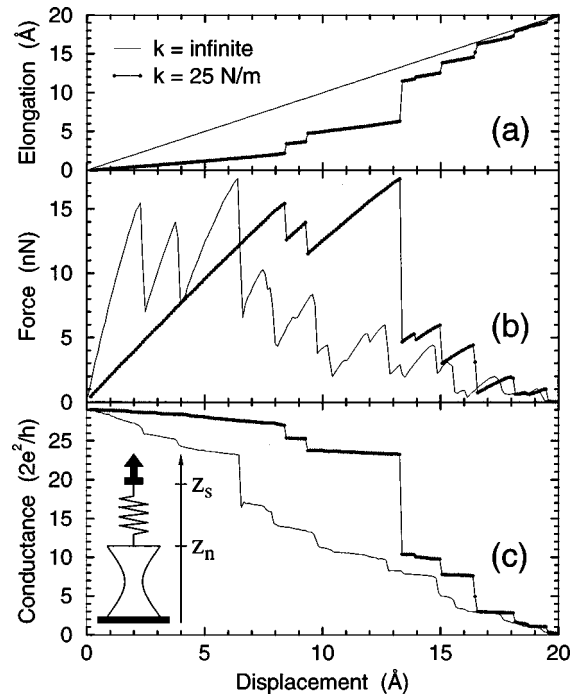 20
15
10
5
0
Elongation (Å)
k = infinite
k = 25 N/m
(a)
15
10
5
0
Force (nN)
(b)
25
20
15
10
5
0
Conductance (2e²/h)
z_s
z_n
(c)
0 5 10 15 20
Displacement (Å)